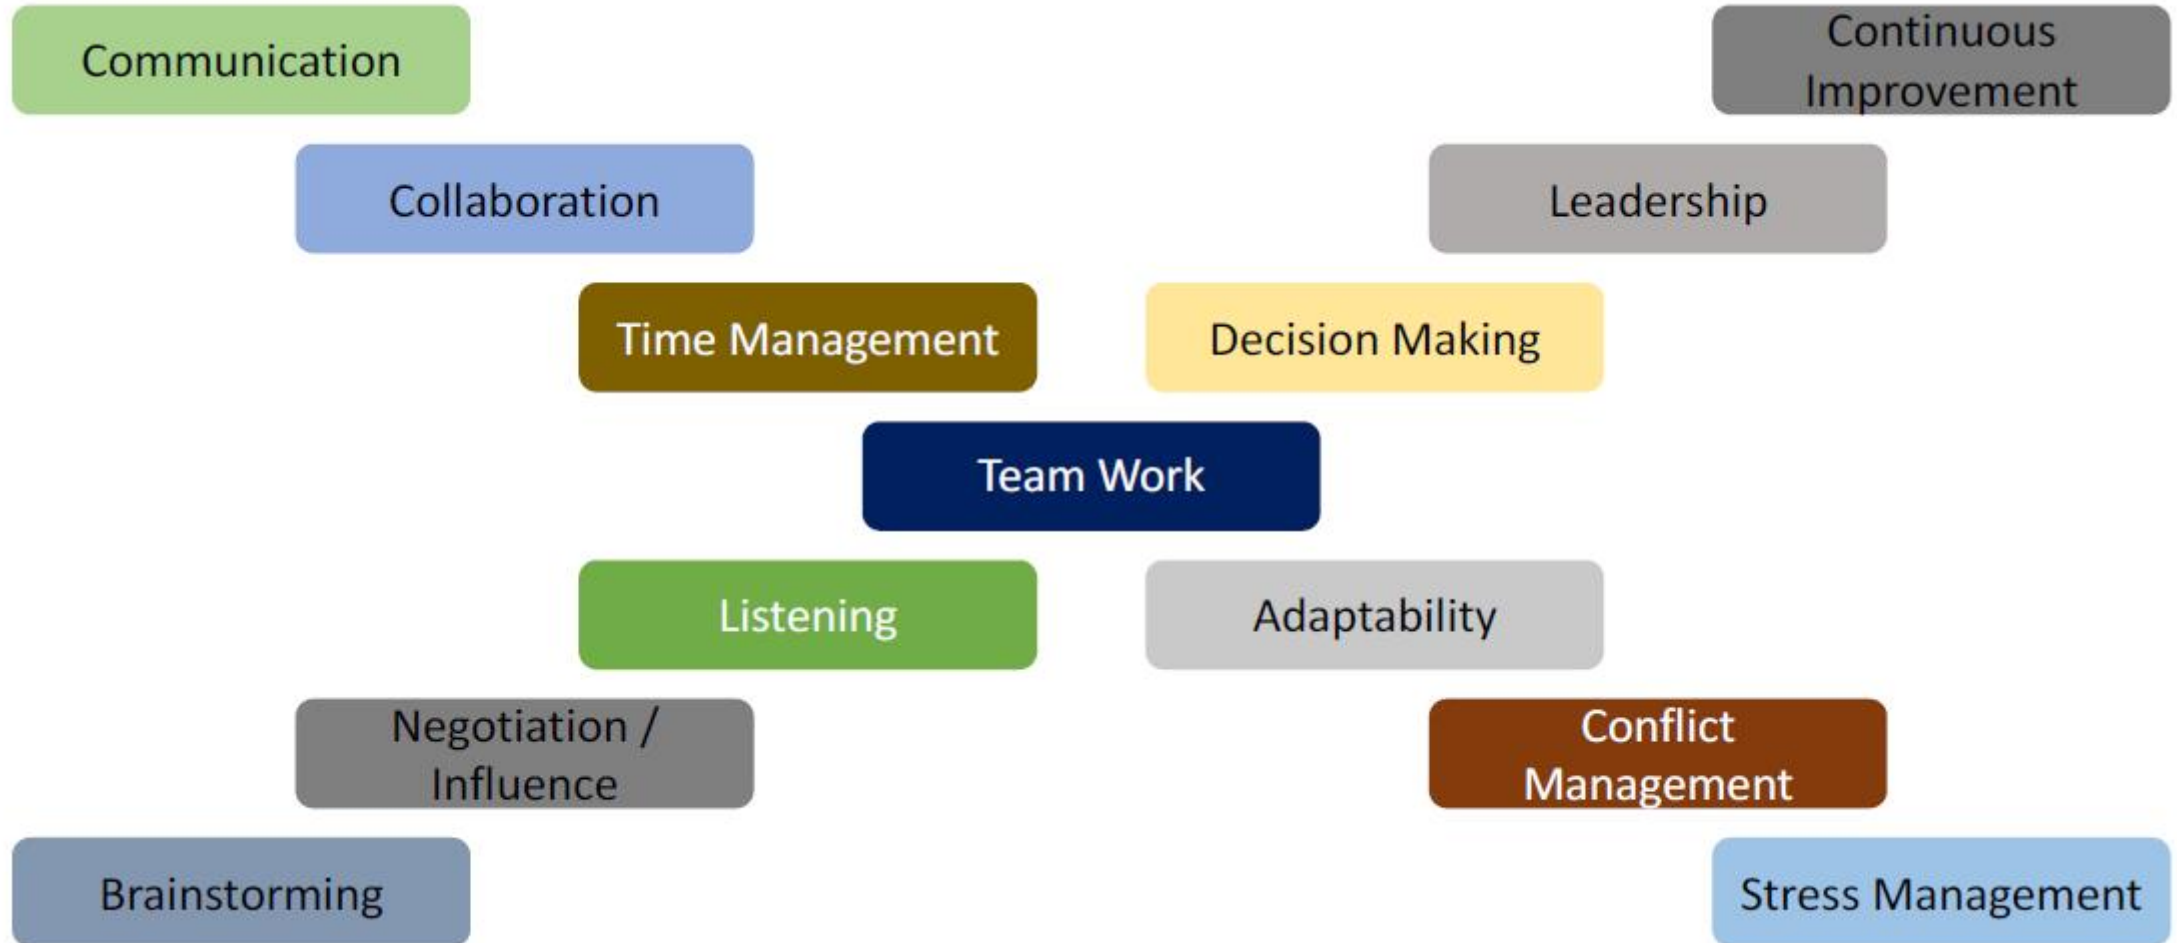 Communication
Continuous
Improvement
Collaboration
Leadership
Time Management
Decision Making
Team Work
Listening
Adaptability
Negotiation /
Influence
Conflict
Management
Brainstorming
Stress Management